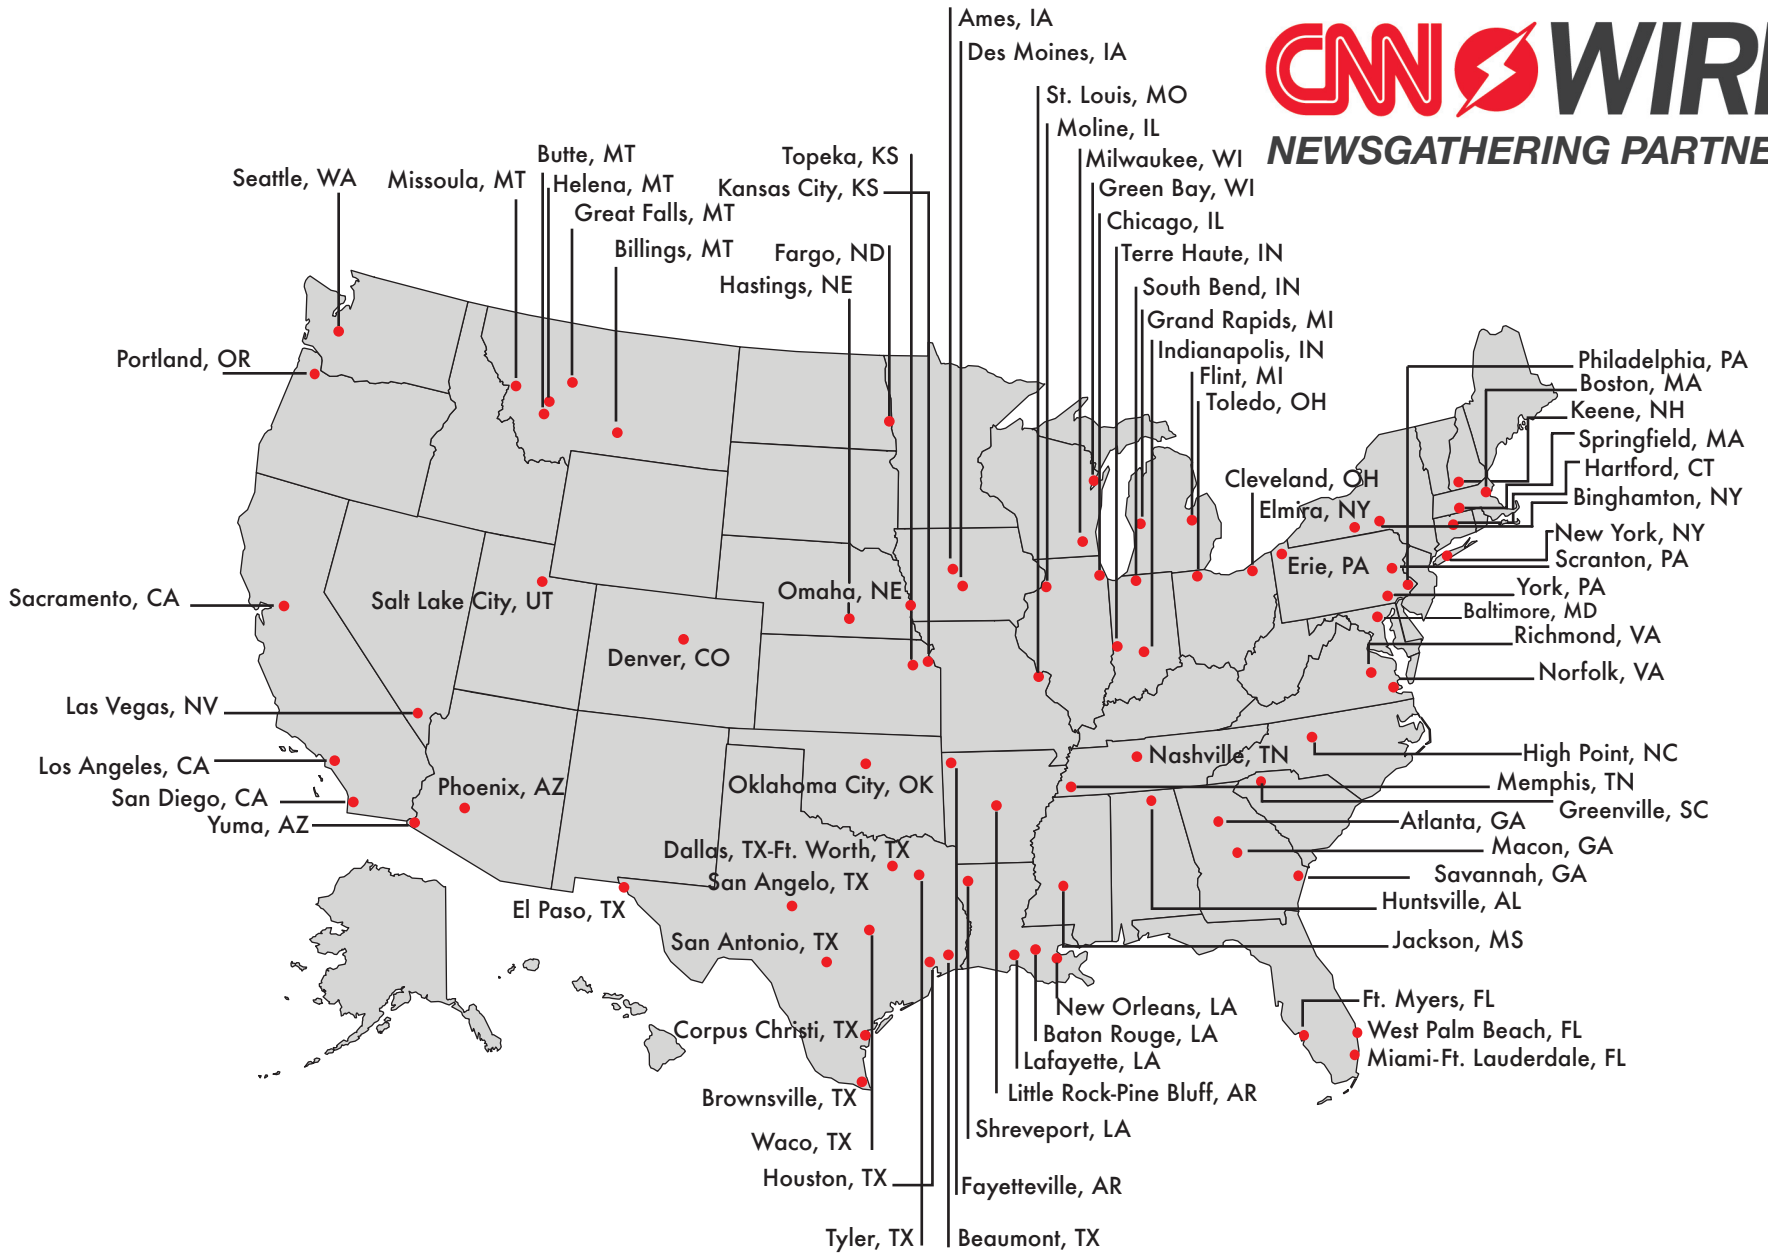 CNN WIRE
NEWSGATHERING PARTNE
Ames, IA
Des Moines, IA
St. Louis, MO
Moline, IL
Milwaukee, WI
Green Bay, WI
Chicago, IL
Terre Haute, IN
South Bend, IN
Grand Rapids, MI
Indianapolis, IN
Flint, MI
Toledo, OH
Topeka, KS
Kansas City, KS
Fargo, ND
Hastings, NE
Butte, MT
Helena, MT
Great Falls, MT
Billings, MT
Missoula, MT
Seattle, WA
Portland, OR
Philadelphia, PA
Boston, MA
Keene, NH
Springfield, MA
Hartford, CT
Binghamton, NY
New York, NY
Scranton, PA
York, PA
Baltimore, MD
Richmond, VA
Norfolk, VA
Cleveland, OH
Elmira, NY
Erie, PA
Omaha, NE
Salt Lake City, UT
Denver, CO
Sacramento, CA
Las Vegas, NV
Los Angeles, CA
San Diego, CA
Yuma, AZ
Phoenix, AZ
Oklahoma City, OK
Nashville, TN
High Point, NC
Memphis, TN
Greenville, SC
Atlanta, GA
Macon, GA
Savannah, GA
Huntsville, AL
Jackson, MS
Dallas, TX-Ft. Worth, TX
San Angelo, TX
El Paso, TX
San Antonio, TX
Corpus Christi, TX
Brownsville, TX
Waco, TX
Houston, TX
Tyler, TX
Beaumont, TX
Fayetteville, AR
Shreveport, LA
Little Rock-Pine Bluff, AR
Lafayette, LA
Baton Rouge, LA
New Orleans, LA
Ft. Myers, FL
West Palm Beach, FL
Miami-Ft. Lauderdale, FL